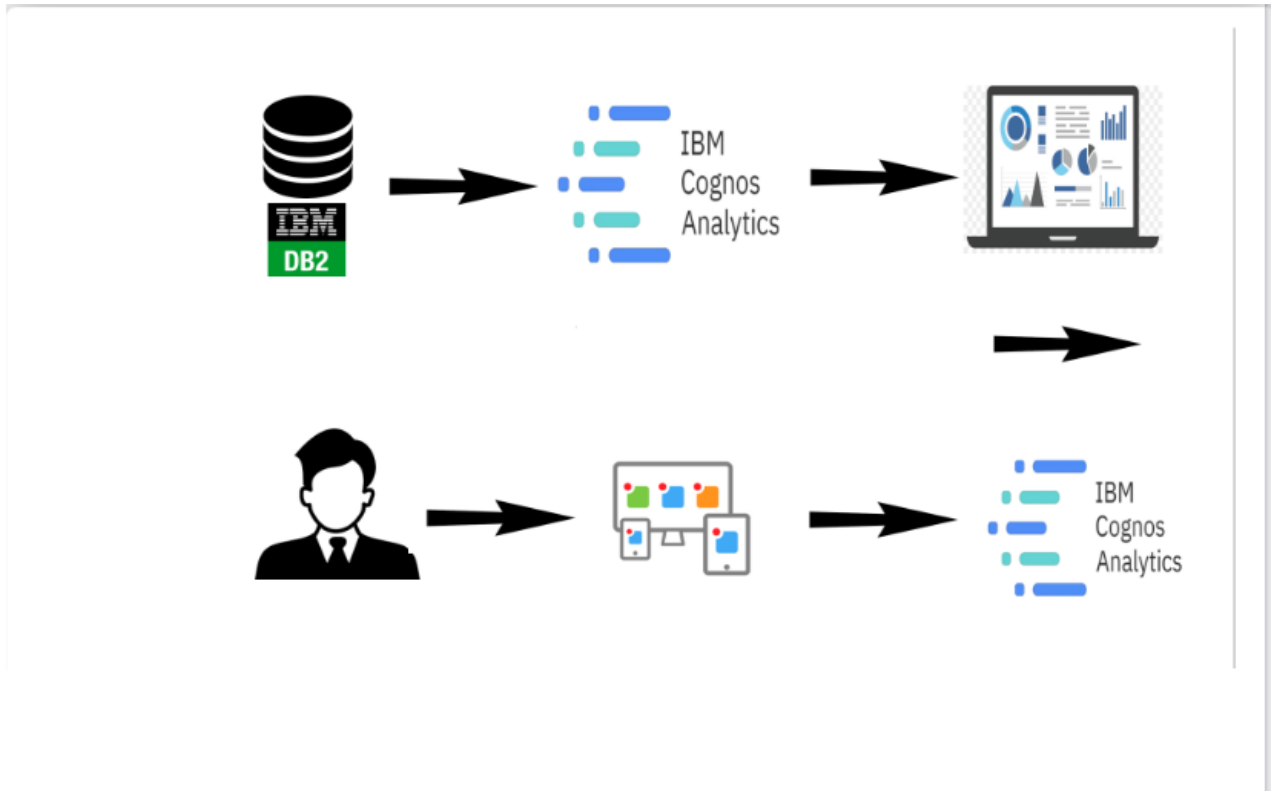 IBM
DB2
IBM
Cognos
Analytics
IBM
Cognos
Analytics